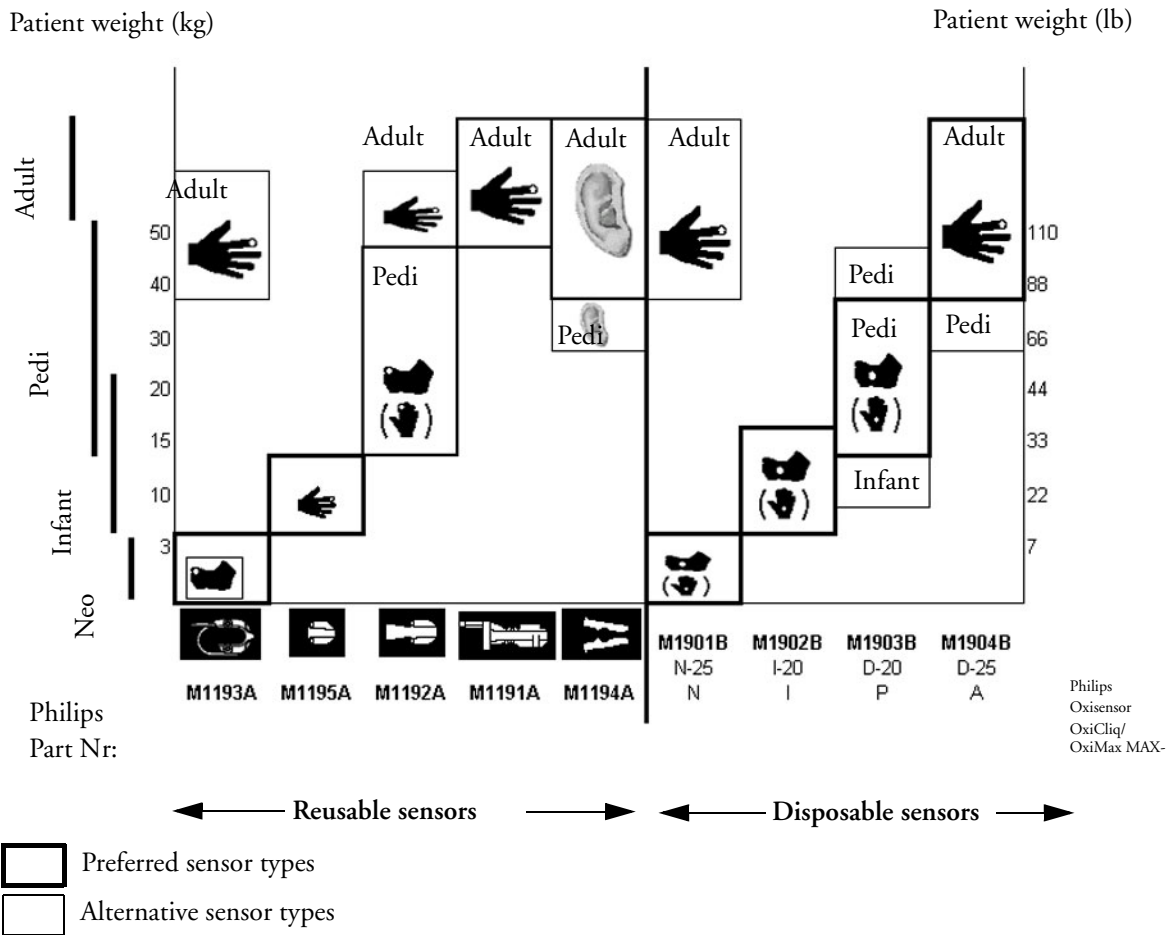 Patient weight (kg)
Patient weight (lb)
Adult
Pedi
Infant
Neo
50
40
30
20
15
10
3
Adult
Adult
Pedi
Adult
Adult
Pedi
Adult
Pedi
Pedi
Infant
Adult
Pedi
110
88
66
44
33
22
7
M1193A
M1195A
M1192A
M1191A
M1194A
M1901B
N-25
N
M1902B
I-20
I
M1903B
D-20
P
M1904B
D-25
A
Philips
Part Nr:
Philips
Oxisensor
OxiCliq/
OxiMax MAX-
Reusable sensors
Disposable sensors
Preferred sensor types
Alternative sensor types
( )
( )
( )
( )